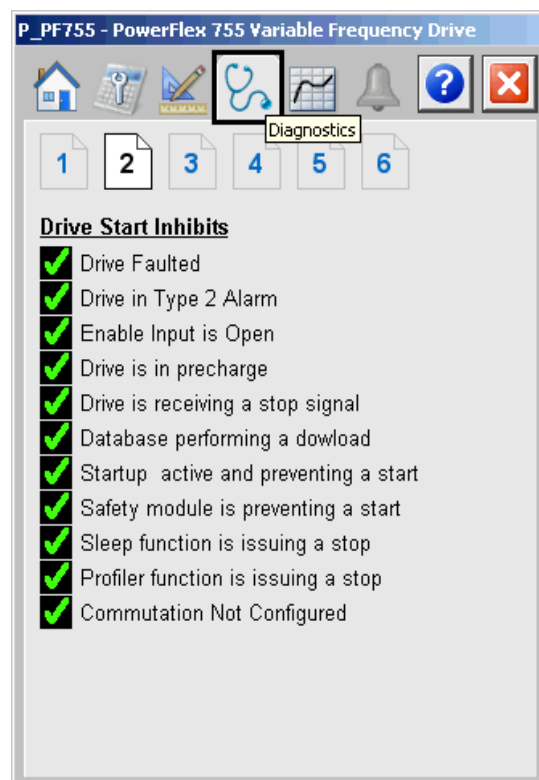 P_PF755 - PowerFlex 755 Variable Frequency Drive
?
Diagnostics
1 2 3 4 5 6
Drive Start Inhibits
Drive Faulted
Drive in Type 2 Alarm
Enable Input is Open
Drive is in precharge
Drive is receiving a stop signal
Database performing a dowload
Startup active and preventing a start
Safety module is preventing a start
Sleep function is issuing a stop
Profiler function is issuing a stop
Commutation Not Configured